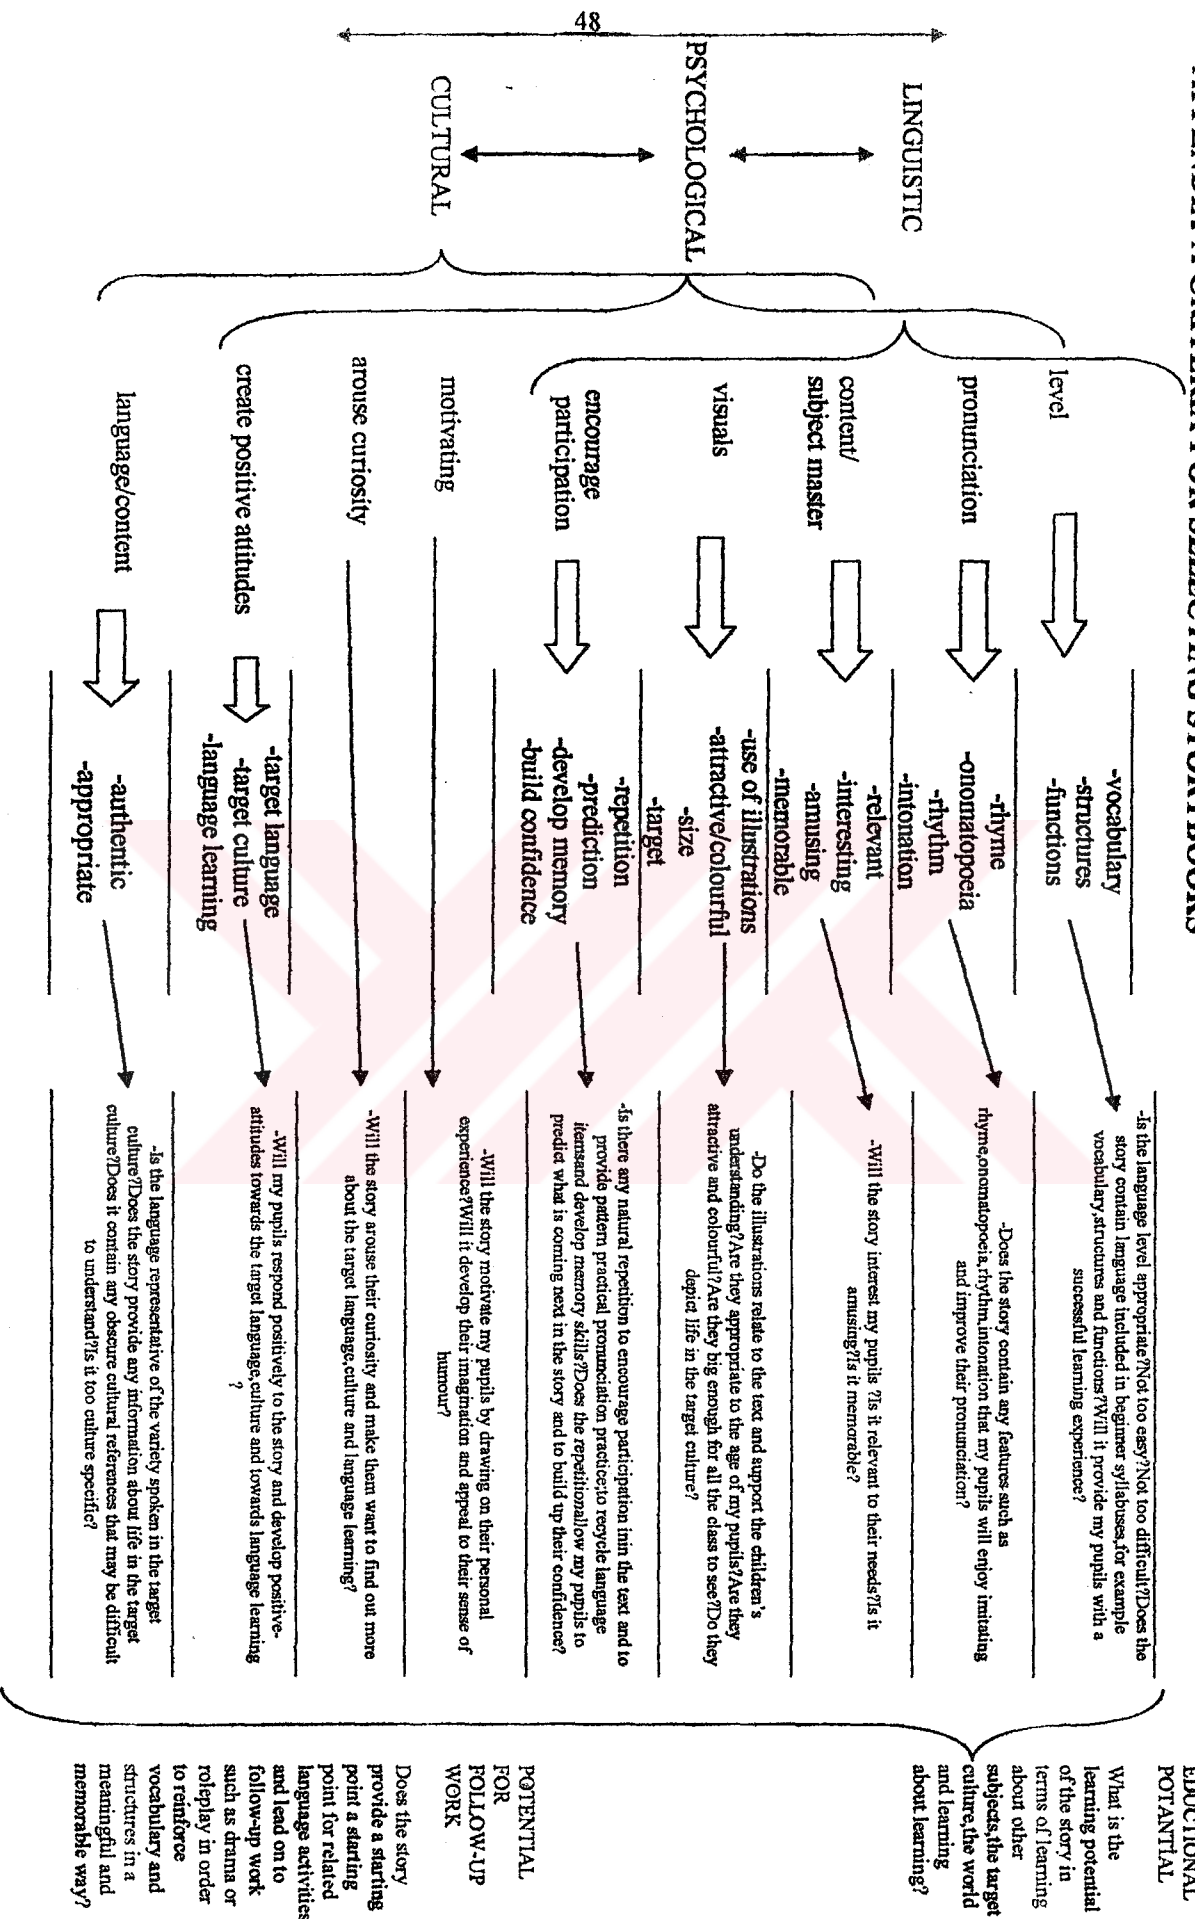 APPENDIX A CRITERIA FOR SELECTING STORYBOOKS
LINGUISTIC
PSYCHOLOGICAL
CULTURAL
48
level
pronunciation
content/
subject master
visuals
encourage
participation
motivating
arouse curiosity
create positive attitudes
language/content
-vocabulary
-structures
-functions
-rhyme
-onomatopoeia
-rhythm
-intonation
-relevant
-interesting
-amusing
-memorable
-use of illustrations
-attractive/colourful
-size
-target
-repetition
-prediction
-develop memory
-build confidence
-target language
-target culture
-language learning
-authentic
-appropriate
-Is the language level appropriate?Not too easy?Not too difficult?Does the
story contain language included in beginner syllabuses,for example
vocabulary,structures and functions?Will it provide my pupils with a
successful learning experience?
-Does the story contain any features such as
rhyme,onomatopoeia,rhythm,intonation that my pupils will enjoy imitating
and improve their pronunciation?
-Will the story interest my pupils ?Is it relevant to their needs?Is it
amusing?Is it memorable?
-Do the illustrations relate to the text and support the children's
understanding?Are they appropriate to the age of my pupils?Are they
attractive and colourful?Are they big enough for all the class to see?Do they
depict life in the target culture?
-Is there any natural repetition to encourage participation inin the text and to
provide pattern practical pronunciation practice;to recycle language
itemsand develop memory skills?Does the repetitionallow my pupils to
predict what is coming next in the story and to build up their confidence?
-Will the story motivate my pupils by drawing on their personal
experience?Will it develop their imagination and appeal to their sense of
humour?
-Will the story arouse their curiosity and make them want to find out more
about the target language,culture and language learning?
-Will my pupils respond positively to the story and develop positive-
attitudes towards the target language,culture and towards language learning
?
-Is the language representative of the variety spoken in the target
culture?Does the story provide any information about life in the target
culture?Does it contain any obscure cultural references that may be difficult
to understand?Is it too culture specific?
EDUCTIONAL
POTANTIAL
What is the
learning potential
of the story in
terms of learning
about other
subjects,the target
culture,the world
and learning
about learning?
POTENTIAL
FOR
FOLLOW-UP
WORK
Does the story
provide a starting
point a starting
point for related
language activities
and lead on to
follow-up work
such as drama or
roleplay in order
to reinforce
vocabulary and
structures in a
meaningful and
memorable way?